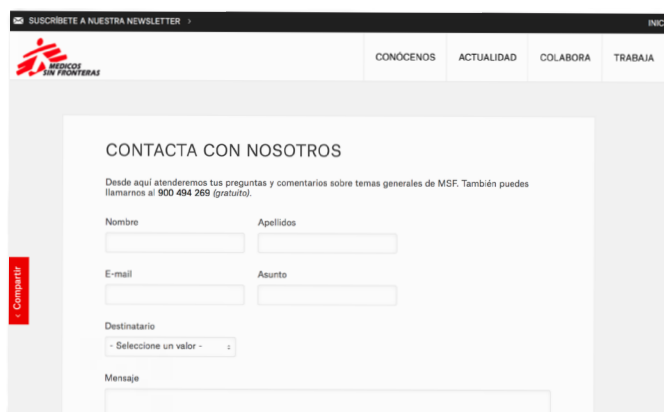 SUSCRÍBETE A NUESTRA NEWSLETTER >
MEDICOS
SIN FRONTERAS
CONÓCENOS ACTUALIDAD COLABORA TRABAJA
CONTACTA CON NOSOTROS
Desde aquí atenderemos tus preguntas y comentarios sobre temas generales de MSF. También puedes
llamarnos al 900 494 269 (gratuito).
Nombre Apellidos
E-mail Asunto
< Compartir
Destinatario
- Seleccione un valor -
Mensaje